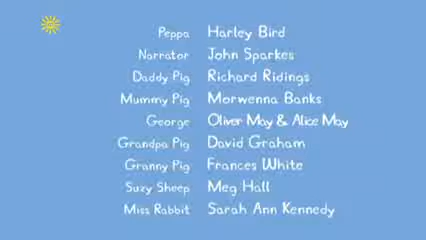 Peppa Harley Bird
Narrator John Sparkes
Daddy Pig Richard Ridings
Mummy Pig Morwenna Banks
George Oliver May & Alice May
Grandpa Pig David Graham
Granny Pig Frances White
Suzy Sheep Meg Hall
Miss Rabbit Sarah Ann Kennedy